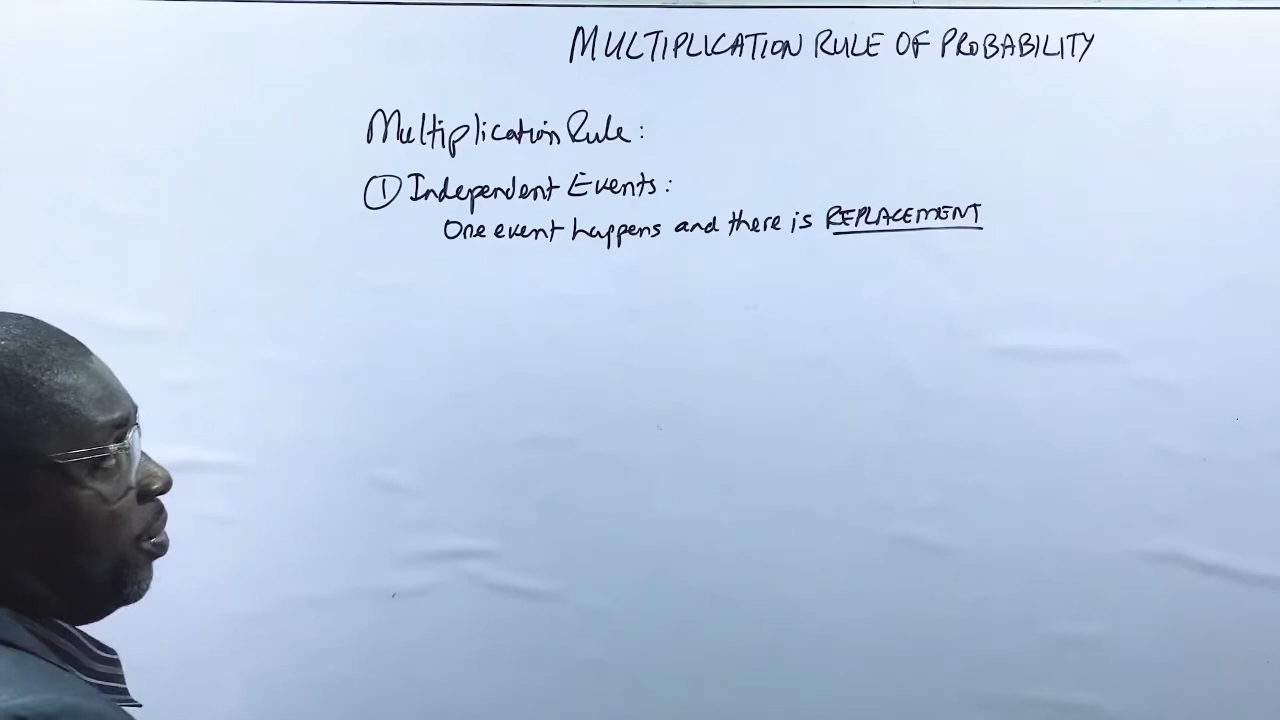 MULTIPLICATION RULE OF PROBABILITY
Multiplication Rule:
① Independent Events:
One event happens and there is REPLACEMENT